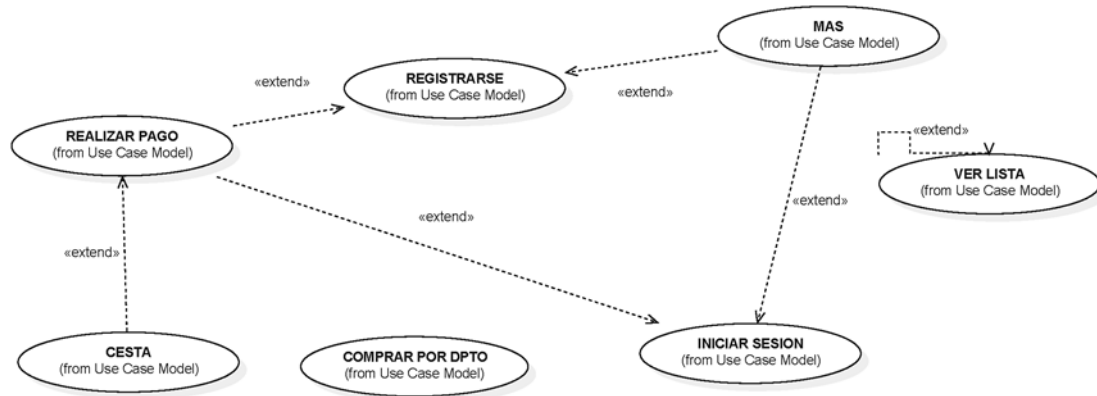 MAS
(from Use Case Model)
REGISTRARSE
(from Use Case Model)
«extend»
«extend»
REALIZAR PAGO
(from Use Case Model)
«extend»
VER LISTA
(from Use Case Model)
«extend»
«extend»
«extend»
CESTA
(from Use Case Model)
COMPRAR POR DPTO
(from Use Case Model)
INICIAR SESION
(from Use Case Model)